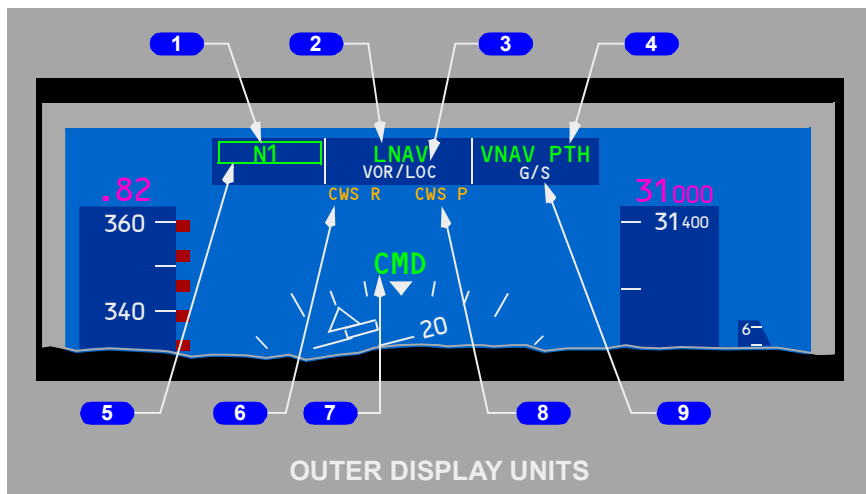 1 2 3 4
N1 LNAV VNAV PTH
VOR/LOC G/S
.82 CWS R CWS P 31000
360 31400
CMD
340 20 6
5 6 7 8 9
OUTER DISPLAY UNITS